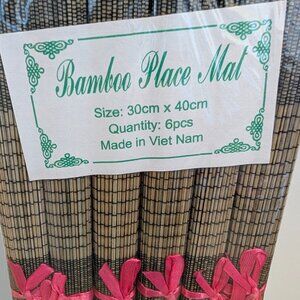 Bamboo Place Mat
Size: 30cm x 40cm
Quantity: 6pcs
Made in Viet Nam